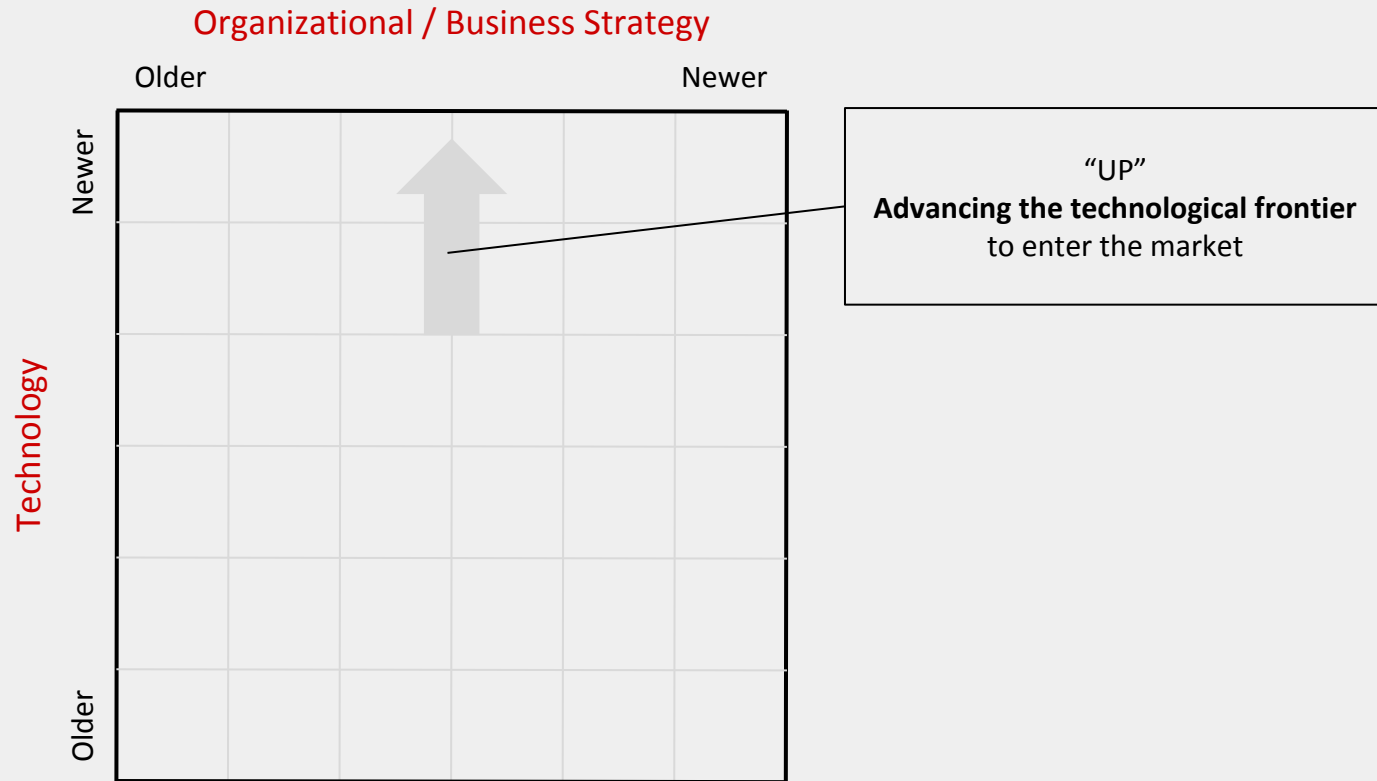 Organizational / Business Strategy
Older
Newer
Newer
Technology
Older
“UP”
Advancing the technological frontier
to enter the market